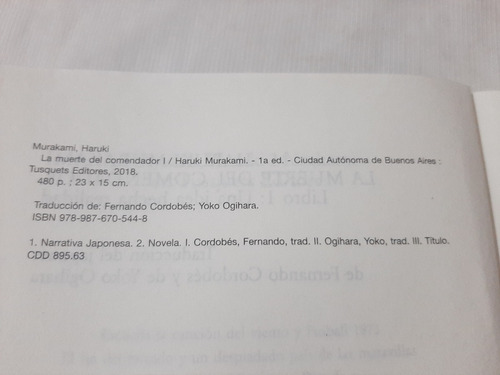 Murakami, Haruki
La muerte del comendador I / Haruki Murakami. - 1a ed. - Ciudad Autónoma de Buenos Aires :
Tusquets Editores, 2018.
480 p. ; 23 x 15 cm.
Traducción de: Fernando Cordobés; Yoko Ogihara.
ISBN 978-987-670-544-8
1. Narrativa Japonesa. 2. Novela. I. Cordobés, Fernando, trad. II. Ogihara, Yoko, trad. III. Título.
CDD 895.63